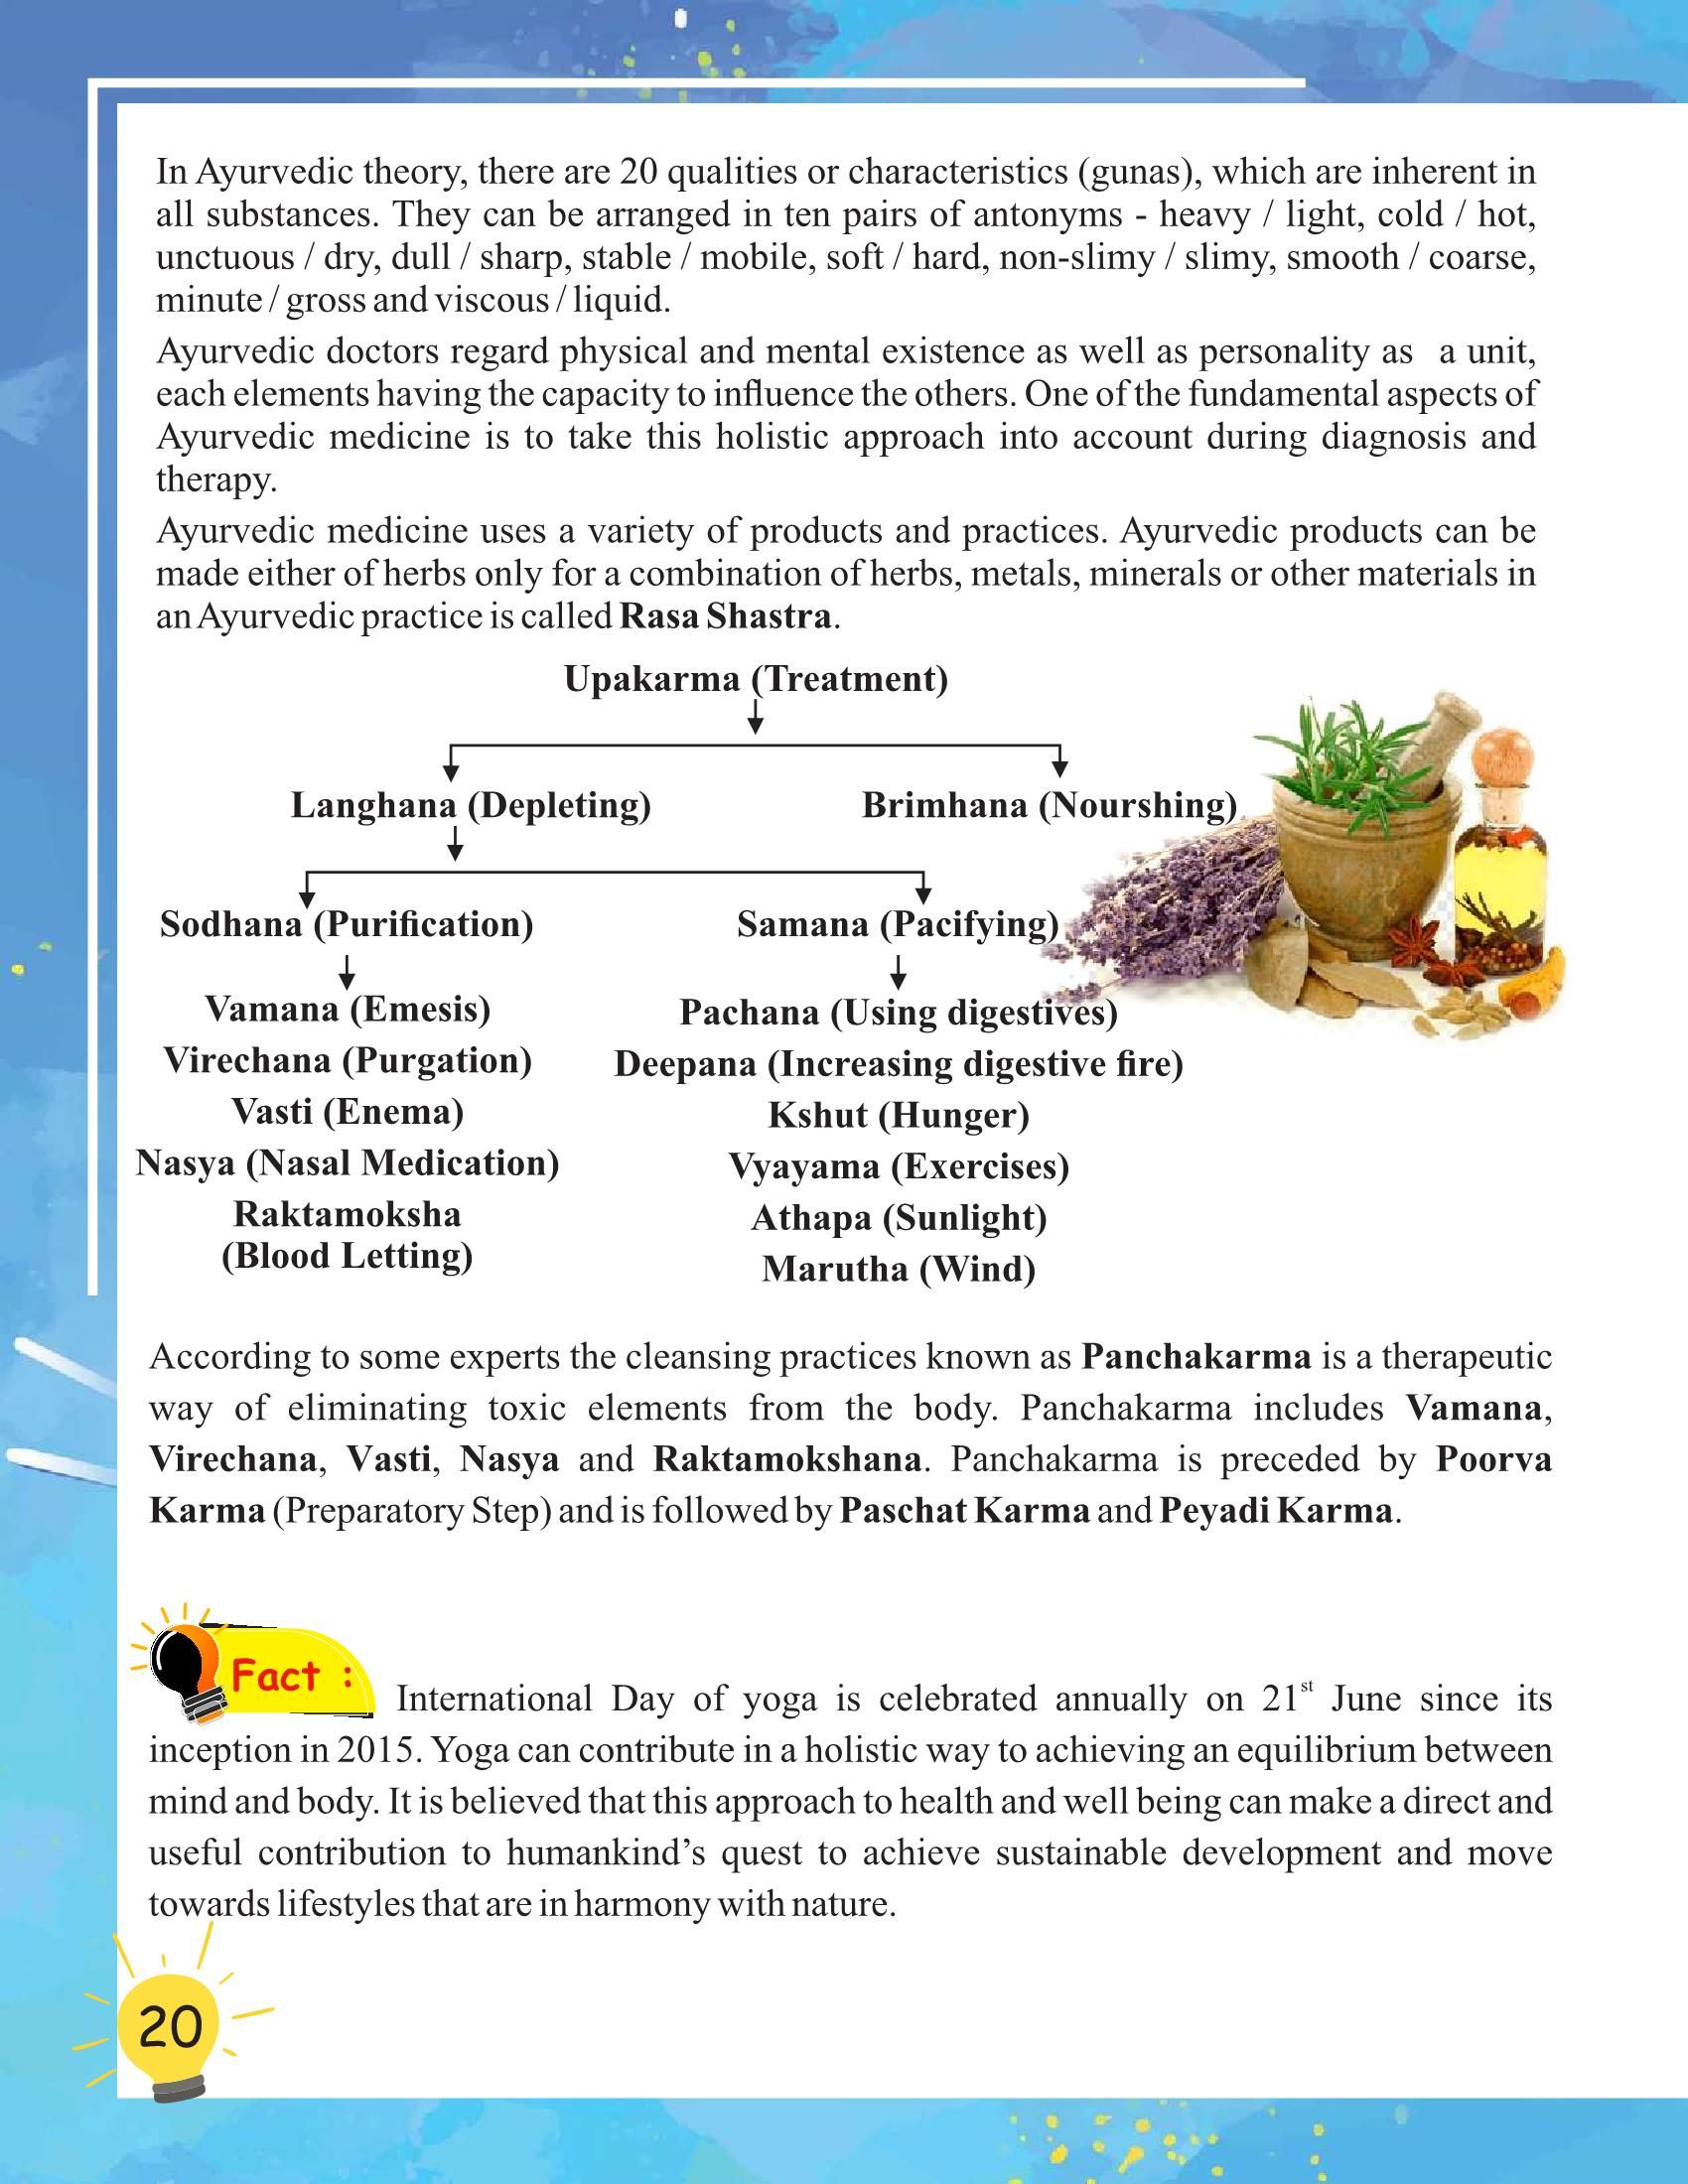 In Ayurvedic theory, there are 20 qualities or characteristics (gunas), which are inherent in
all substances. They can be arranged in ten pairs of antonyms - heavy / light, cold / hot,
unctuous / dry, dull / sharp, stable / mobile, soft / hard, non-slimy / slimy, smooth / coarse,
minute / gross and viscous / liquid.
Ayurvedic doctors regard physical and mental existence as well as personality as a unit,
each elements having the capacity to influence the others. One of the fundamental aspects of
Ayurvedic medicine is to take this holistic approach into account during diagnosis and
therapy.
Ayurvedic medicine uses a variety of products and practices. Ayurvedic products can be
made either of herbs only for a combination of herbs, metals, minerals or other materials in
an Ayurvedic practice is called Rasa Shastra.
Upakarma (Treatment)
Langhana (Depleting)
Brimhana (Nourshing)
Sodhana (Purification)
Samana (Pacifying)
Vamana (Emesis)
Virechana (Purgation)
Vasti (Enema)
Nasya (Nasal Medication)
Raktamoksha
(Blood Letting)
Pachana (Using digestives)
Deepana (Increasing digestive fire)
Kshut (Hunger)
Vyayama (Exercises)
Athapa (Sunlight)
Marutha (Wind)
According to some experts the cleansing practices known as Panchakarma is a therapeutic
way of eliminating toxic elements from the body. Panchakarma includes Vamana,
Virechana, Vasti, Nasya and Raktamokshana. Panchakarma is preceded by Poorva
Karma (Preparatory Step) and is followed by Paschat Karma and Peyadi Karma.
Fact :
International Day of yoga is celebrated annually on 21st June since its
inception in 2015. Yoga can contribute in a holistic way to achieving an equilibrium between
mind and body. It is believed that this approach to health and well being can make a direct and
useful contribution to humankind’s quest to achieve sustainable development and move
towards lifestyles that are in harmony with nature.
20